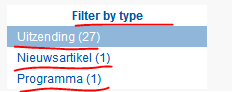 Filter by type
Uitzending (27)
Nieuwsartikel (1)
Programma (1)